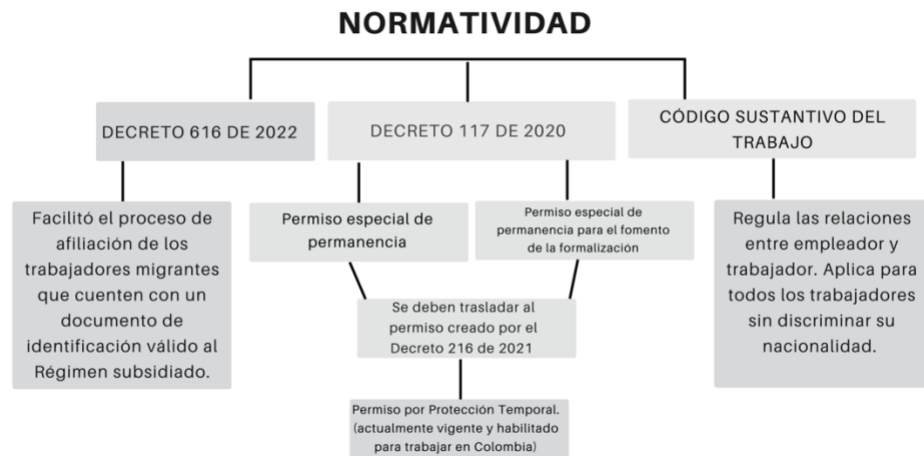 NORMATIVIDAD
DECRETO 616 DE 2022
DECRETO 117 DE 2020
CÓDIGO SUSTANTIVO DEL
TRABAJO
Facilitó el proceso de
afiliación de los
trabajadores migrantes
que cuenten con un
documento de
identificación válido al
Régimen subsidiado.
Permiso especial de
permanencia
Permiso especial de
permanencia para el fomento
de la formalización
Regula las relaciones
entre empleador y
trabajador. Aplica para
todos los trabajadores
sin discriminar su
nacionalidad.
Se deben trasladar al
permiso creado por el
Decreto 216 de 2021
Permiso por Protección Temporal.
(actualmente vigente y habilitado
para trabajar en Colombia)